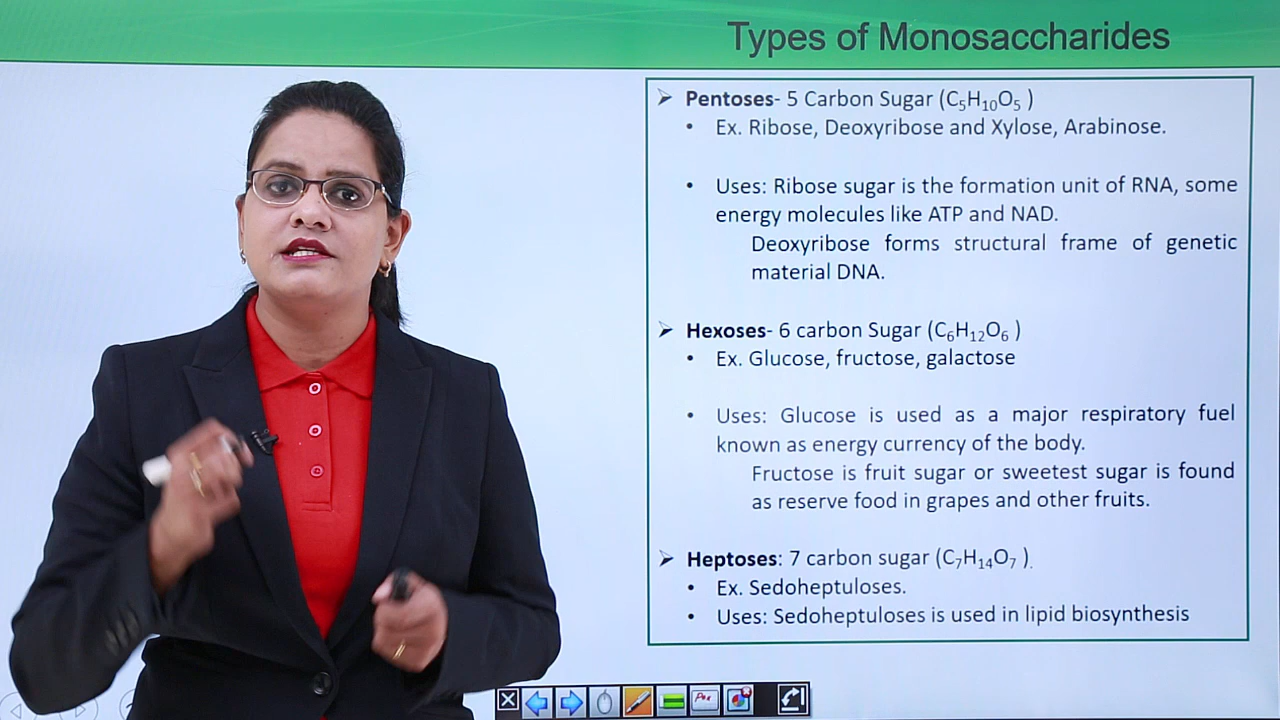 Types of Monosaccharides
➢ Pentoses- 5 Carbon Sugar (C₅H₁₀O₅ )
• Ex. Ribose, Deoxyribose and Xylose, Arabinose.
• Uses: Ribose sugar is the formation unit of RNA, some
energy molecules like ATP and NAD.
Deoxyribose forms structural frame of genetic
material DNA.
➢ Hexoses- 6 carbon Sugar (C₆H₁₂O₆ )
• Ex. Glucose, fructose, galactose
• Uses: Glucose is used as a major respiratory fuel
known as energy currency of the body.
Fructose is fruit sugar or sweetest sugar is found
as reserve food in grapes and other fruits.
➢ Heptoses: 7 carbon sugar (C₇H₁₄O₇ ).
• Ex. Sedoheptuloses.
• Uses: Sedoheptuloses is used in lipid biosynthesis